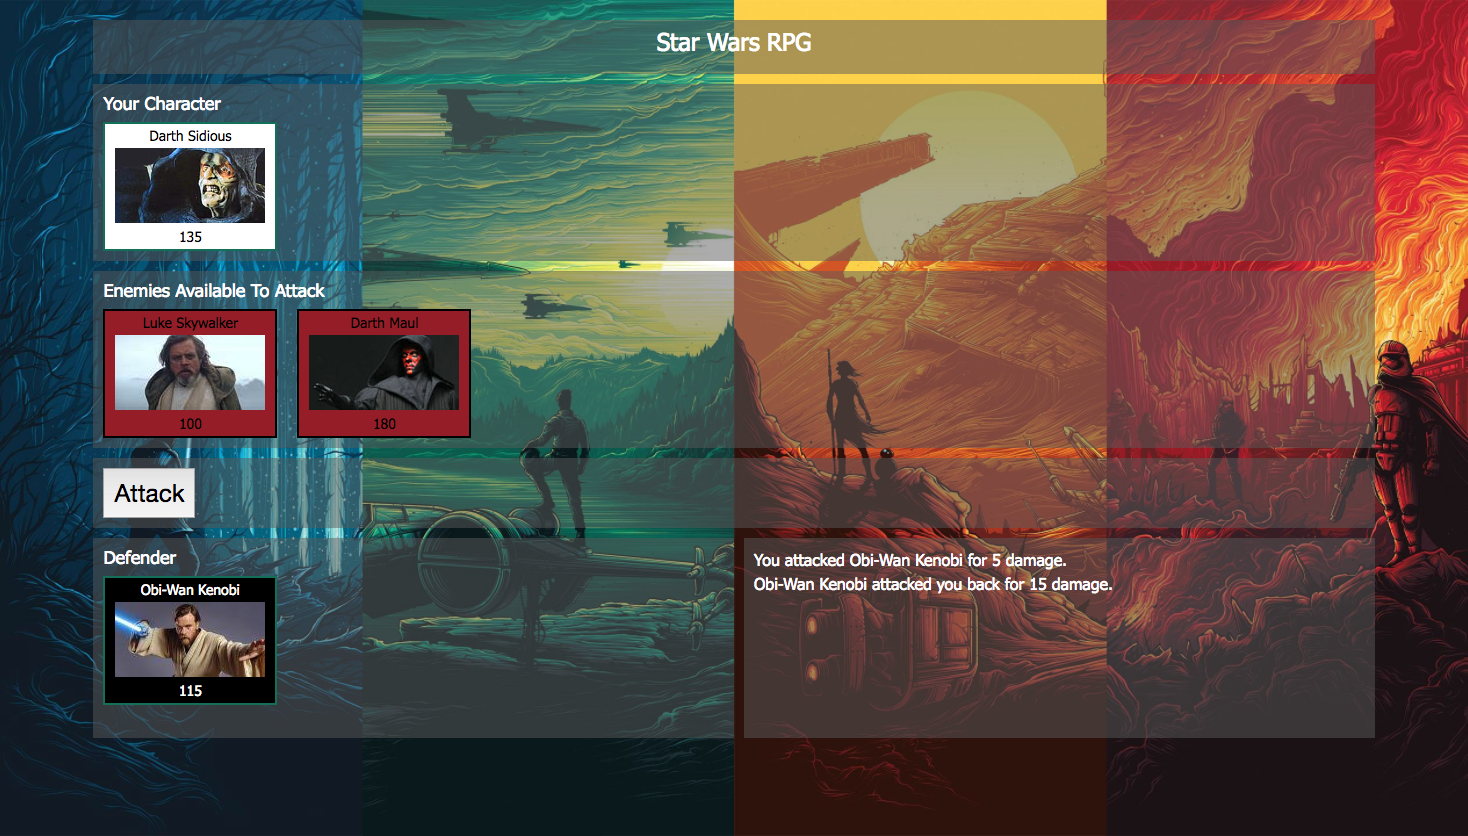 Star Wars RPG
Your Character
Darth Sidious
135
Enemies Available To Attack
Luke Skywalker
100
Darth Maul
180
Attack
Defender
Obi-Wan Kenobi
115
You attacked Obi-Wan Kenobi for 5 damage.
Obi-Wan Kenobi attacked you back for 15 damage.